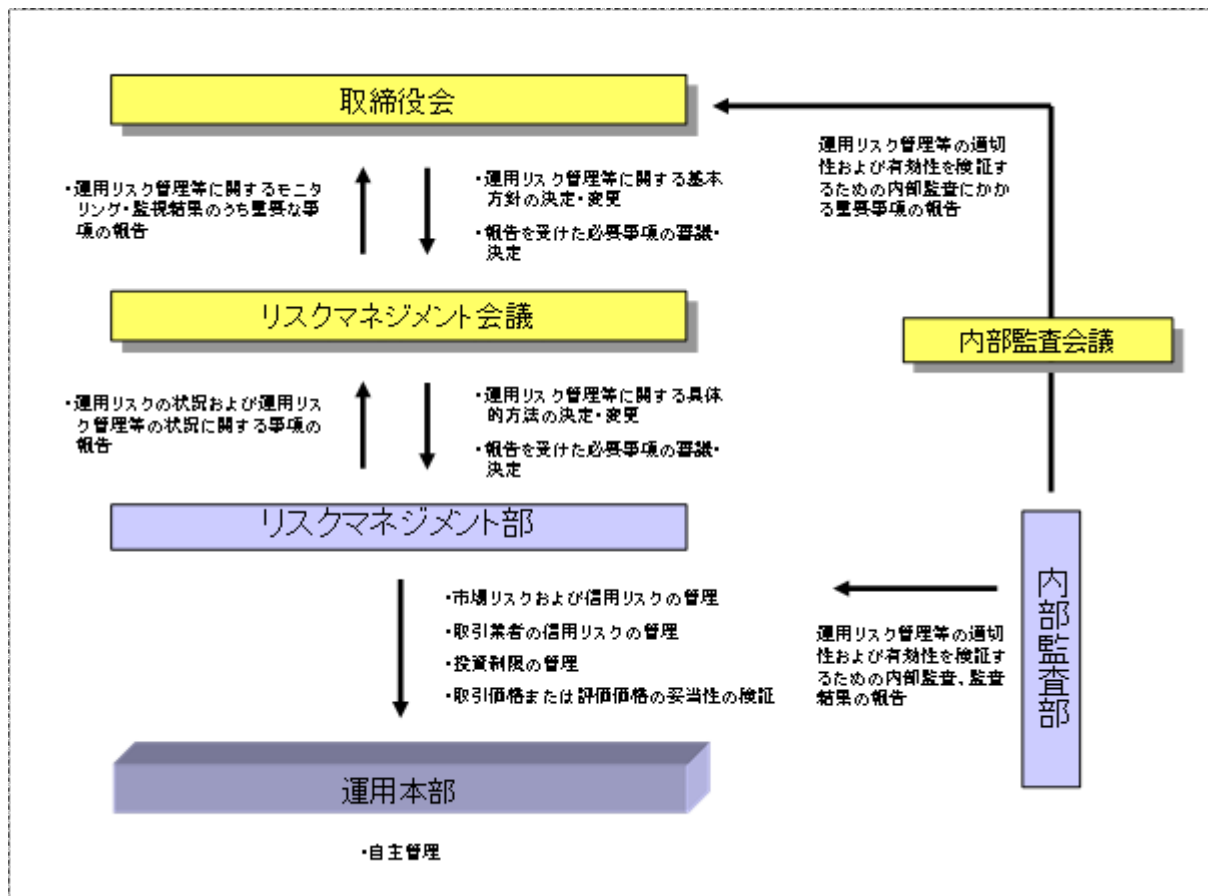 取締役会
・運用リスク管理等に関するモニ
タリング・監視結果のうち重要な事
項の報告
・運用リスク管理等に関する基本
方針の決定・変更
・報告を受けた必要事項の審議・
決定
運用リスク管理等の適切
性および有効性を検証す
るための内部監査にかか
る重要事項の報告
リスクマネジメント会議
内部監査会議
・運用リスクの状況および運用リス
ク管理等の状況に関する事項の
報告
・運用リスク管理等に関する具体
的方法の決定・変更
・報告を受けた必要事項の審議・
決定
リスクマネジメント部
内部監査部
・市場リスクおよび信用リスクの管理
・取引業者の信用リスクの管理
・投資制限の管理
・取引価格または評価価格の妥当性の検証
運用リスク管理等の適切
性および有効性を検証す
るための内部監査、監査
結果の報告
運用本部
・自主管理